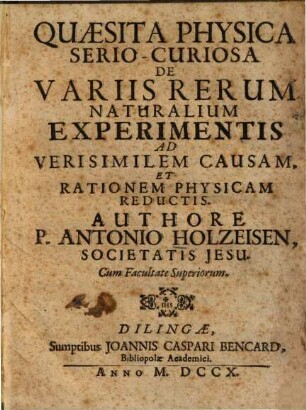 QUÆSITA PHYSICA
SERIO-CURIOSA
DE
VARIIS RERUM
NATURALIUM
EXPERIMENTIS
AD
VERISIMILEM CAUSAM,
ET
RATIONEM PHYSICAM
REDUCTIS.
AUTHORE
P. ANTONIO HOLZEISEN,
SOCIETATIS JESU.
Cum Facultate Superiorum.
IHS
DILINGÆ,
Sumptibus JOANNIS CASPARI BENCARD,
Bibliopolæ Academici.
ANNO M. DCCX.